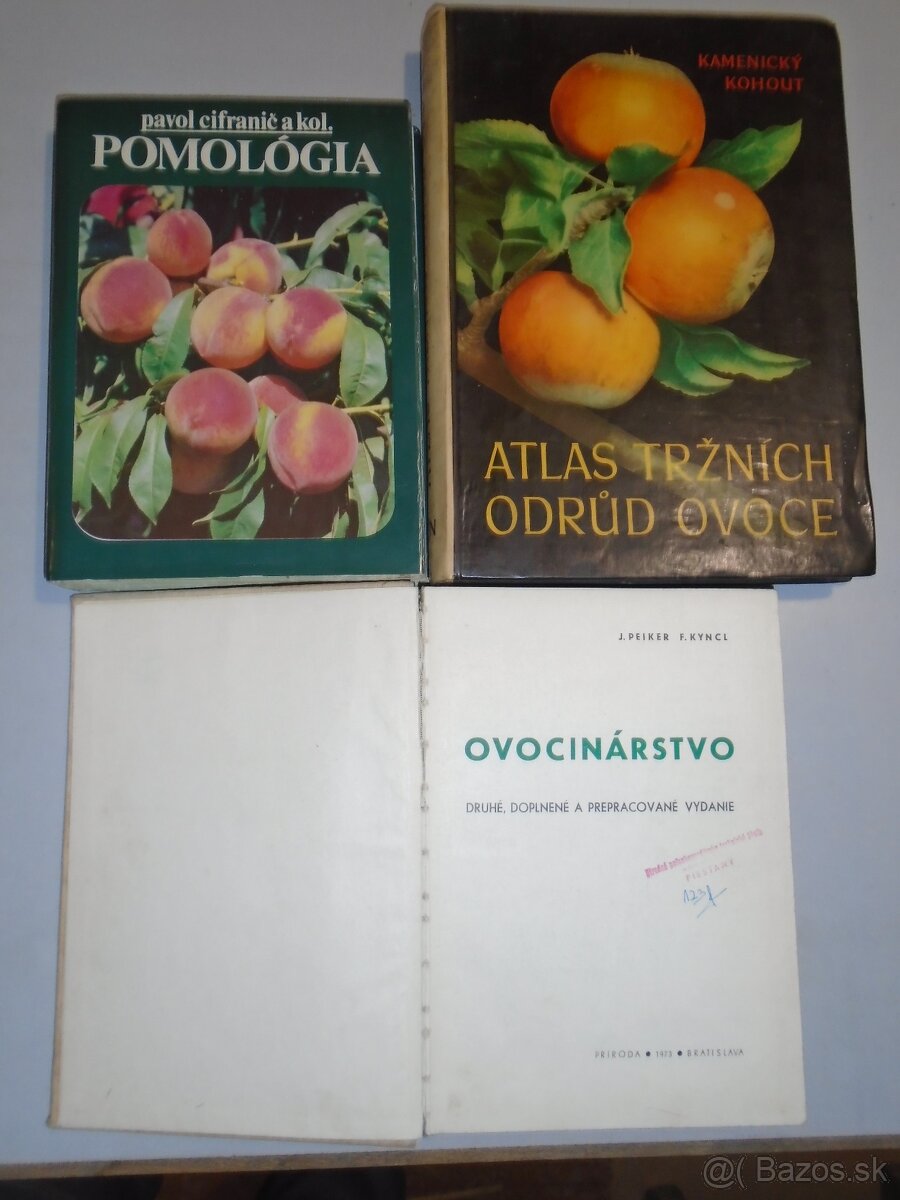 pavol cifranič a kol.
POMOLÓGIA
KAMENICKÝ
KOHOUT
ATLAS TRŽNÍCH
ODRŮD OVOCE
J. PEIKER F. KYNCL
OVOCINÁRSTVO
DRUHÉ, DOPLNENÉ A PREPRACOVANÉ VYDANIE
PIEŠŤANY
PRÍRODA ● 1973 ● BRATISLAVA
@( Bazos.sk